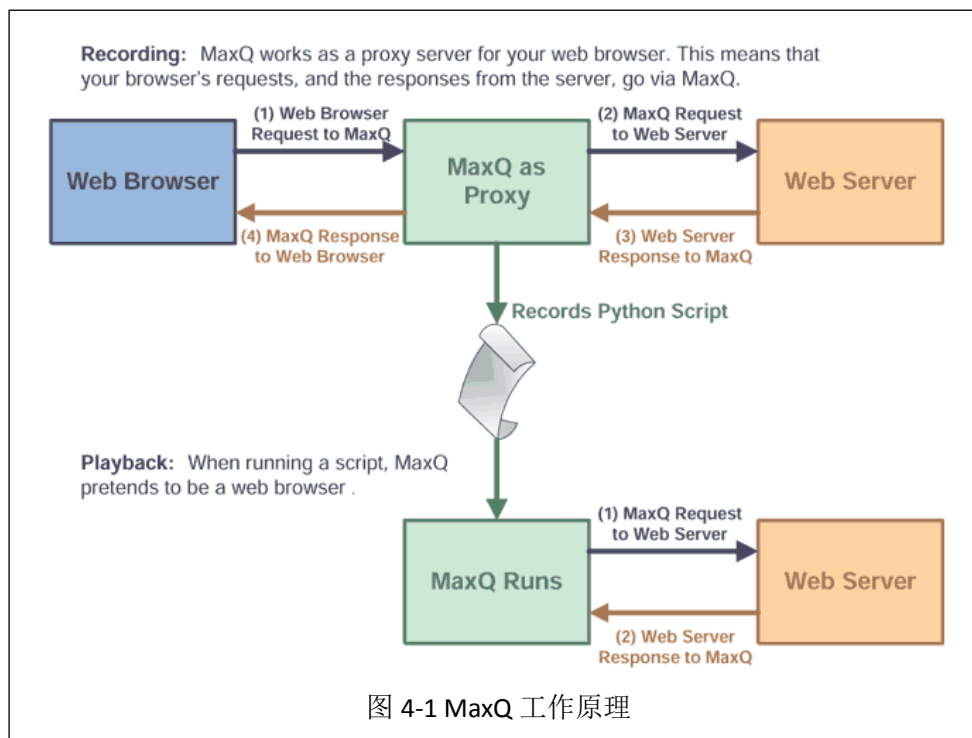 Recording: MaxQ works as a proxy server for your web browser. This means that
your browser's requests, and the responses from the server, go via MaxQ.
(1) Web Browser
Request to MaxQ
(2) MaxQ Request
to Web Server
Web Browser
MaxQ as
Proxy
Web Server
(4) MaxQ Response
to Web Browser
(3) Web Server
Response to MaxQ
Records Python Script
Playback: When running a script, MaxQ
pretends to be a web browser .
(1) MaxQ Request
to Web Server
MaxQ Runs
Web Server
(2) Web Server
Response to MaxQ
图 4-1 MaxQ 工作原理